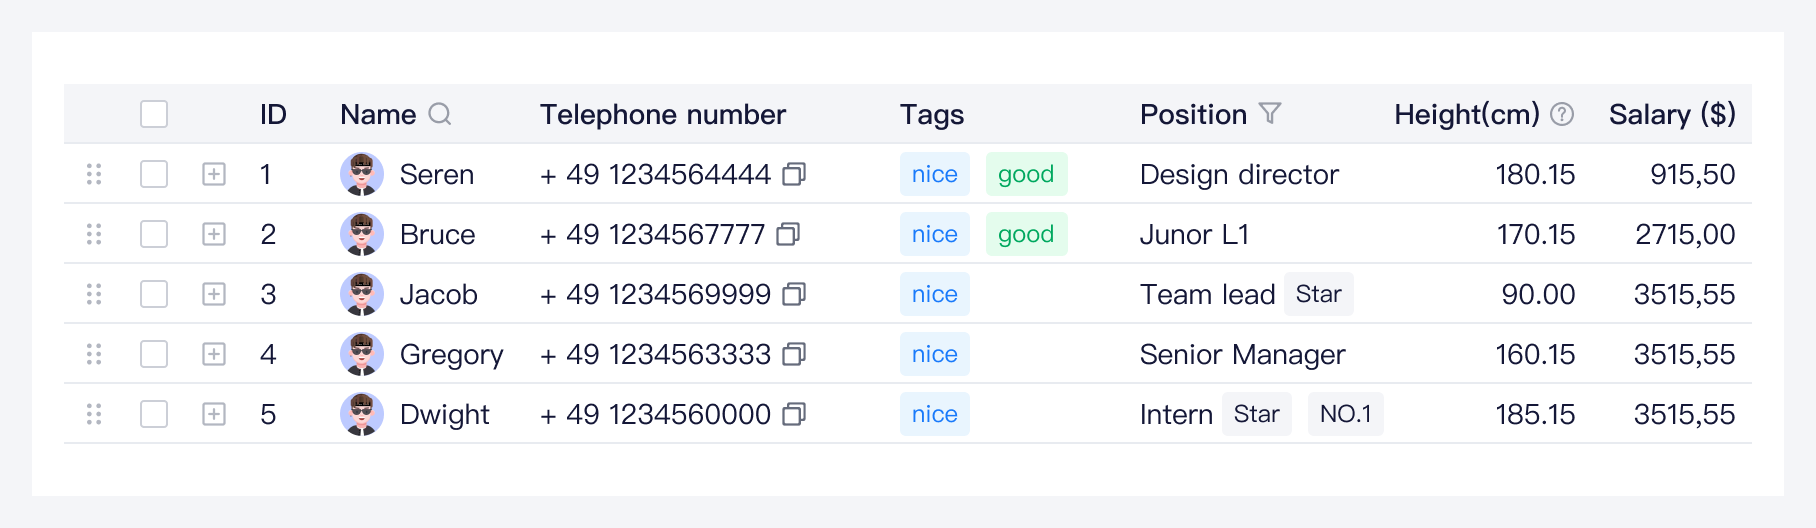 ID Name Telephone number Tags Position Height(cm) Salary ($)
1 Seren + 49 1234564444 nice good Design director 180.15 915,50
2 Bruce + 49 1234567777 nice good Junor L1 170.15 2715,00
3 Jacob + 49 1234569999 nice Team lead Star 90.00 3515,55
4 Gregory + 49 1234563333 nice Senior Manager 160.15 3515,55
5 Dwight + 49 1234560000 nice Intern Star NO.1 185.15 3515,55